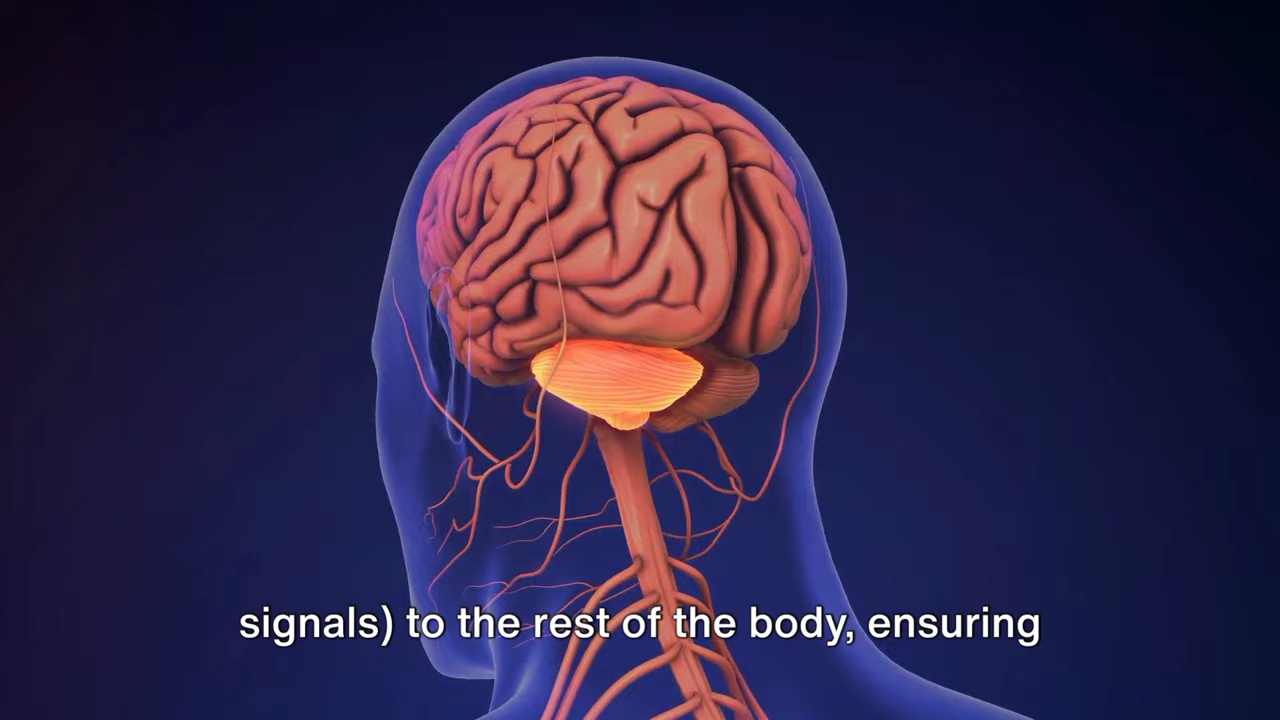 signals) to the rest of the body, ensuring